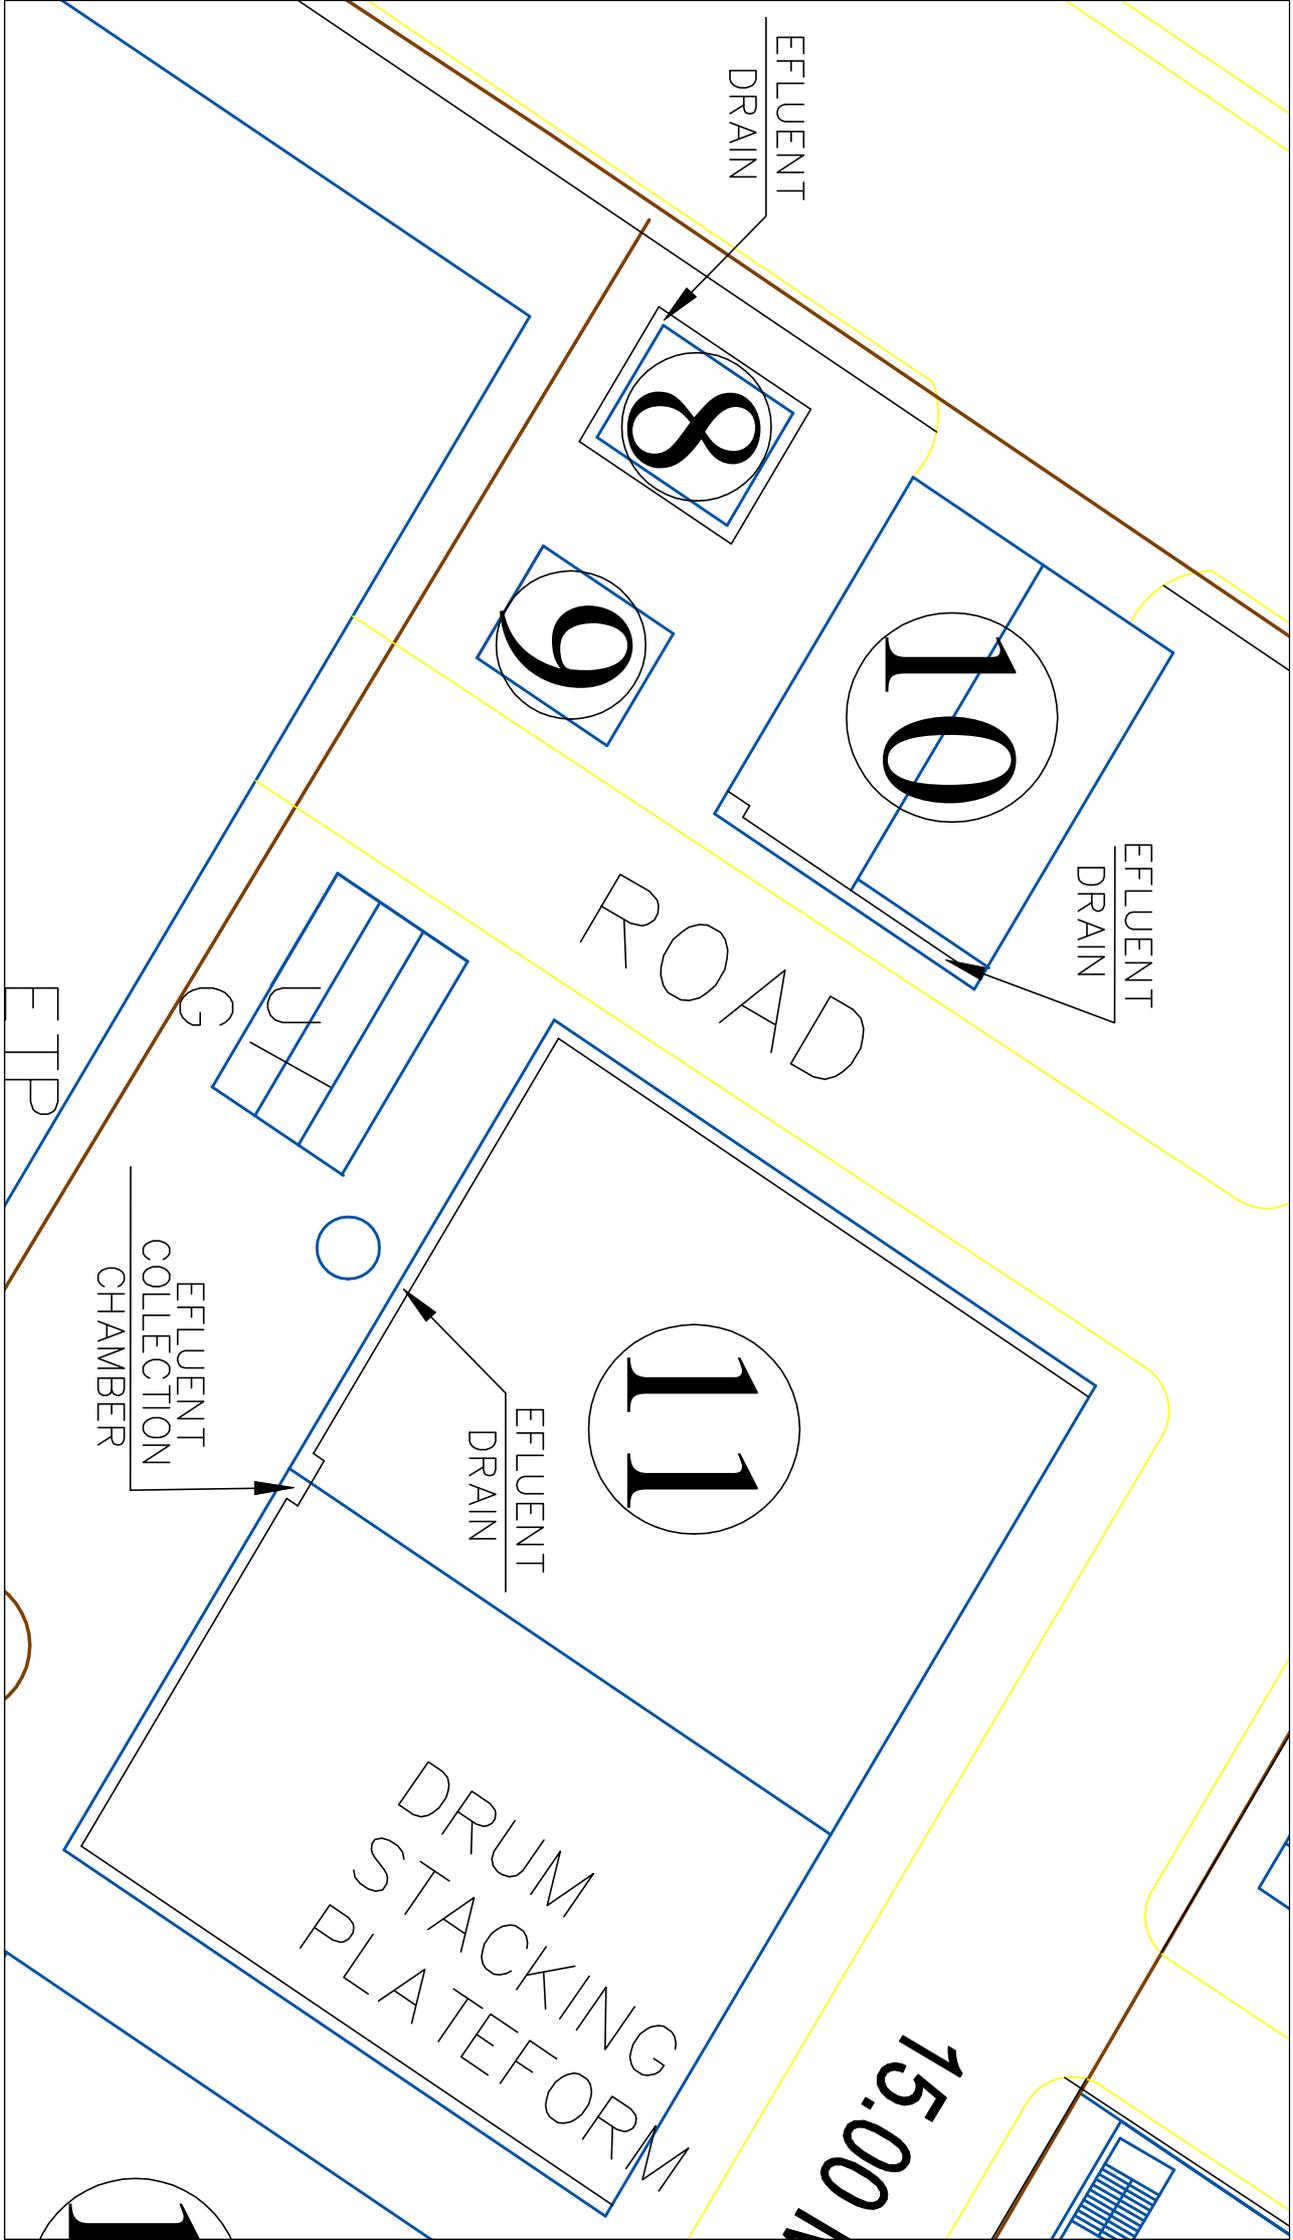 EFLUENT
DRAIN
8
9
10
EFLUENT
DRAIN
ROAD
U
/
G
ETP
11
EFLUENT
DRAIN
EFLUENT
COLLECTION
CHAMBER
DRUM
STACKING
PLATEFORM
15.00